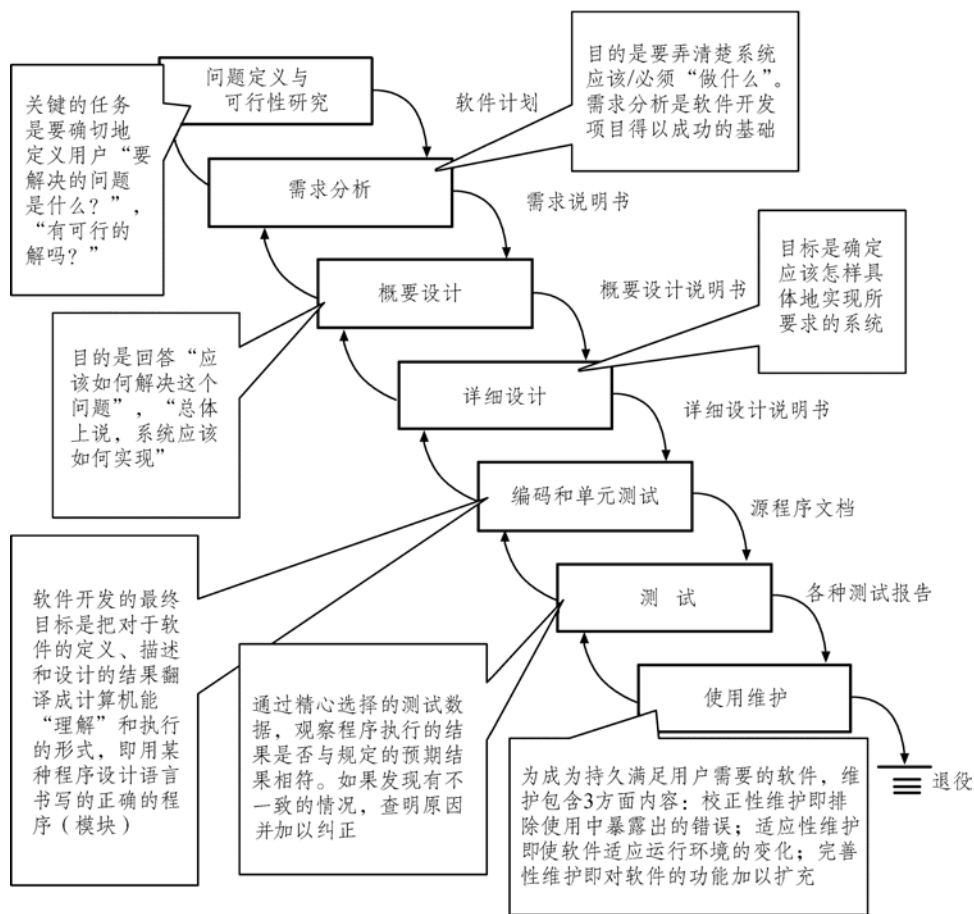 问题定义与
可行性研究
关键的任务
是要确切地
定义用户“要
解决的问题
是什么？”，
“有可行的
解吗？”
软件计划
目的是要弄清楚系统
应该/必须“做什么”。
需求分析是软件开发
项目得以成功的基础
需求分析
需求说明书
概要设计
概要设计说明书
目标是确定
应该怎样具
体地实现所
要求的系统
目的是回答“应
该如何解决这个
问题”，“总体
上说，系统应该
如何实现”
详细设计
详细设计说明书
编码和单元测试
源程序文档
软件开发的最终
目标是把对于软
件的定义、描述
和设计的结果翻
译成计算机能
“理解”和执行
的形式，即用某
种程序设计语言
书写的正确的程
序（模块）
测 试
各种测试报告
通过精心选择的测试数
据，观察程序执行的结
果是否与规定的预期结
果相符。如果发现有不
一致的情况，查明原因
并加以纠正
使用维护
退役
为成为持久满足用户需要的软件，维
护包含3方面内容：校正性维护即排
除使用中暴露出的错误；适应性维护
即使软件适应运行环境的变化；完善
性维护即对软件的功能加以扩充